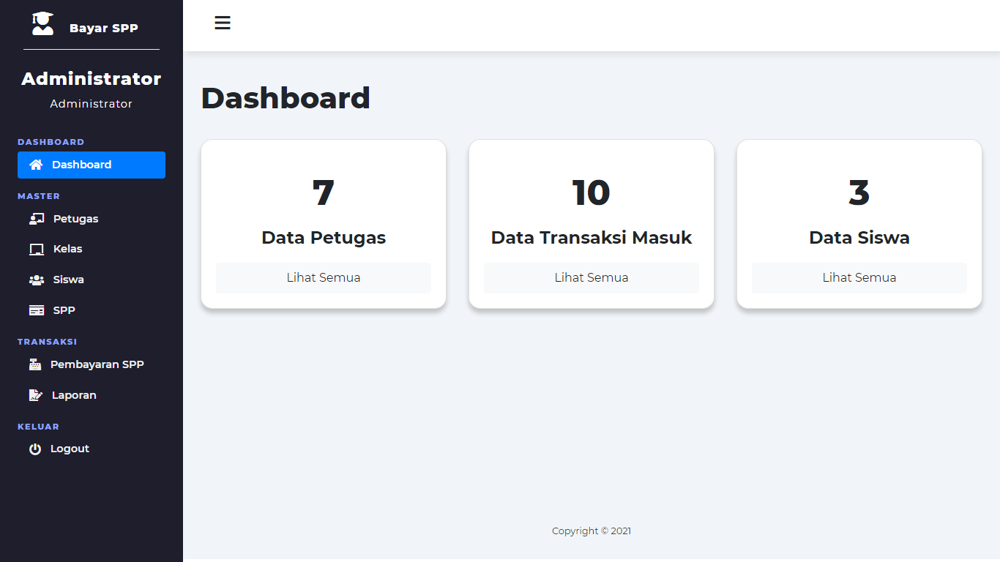 Bayar SPP
Administrator
Administrator
DASHBOARD
Dashboard
MASTER
Petugas
Kelas
Siswa
SPP
TRANSAKSI
Pembayaran SPP
Laporan
KELUAR
Logout
Dashboard
7
Data Petugas
Lihat Semua
10
Data Transaksi Masuk
Lihat Semua
3
Data Siswa
Lihat Semua
Copyright © 2021